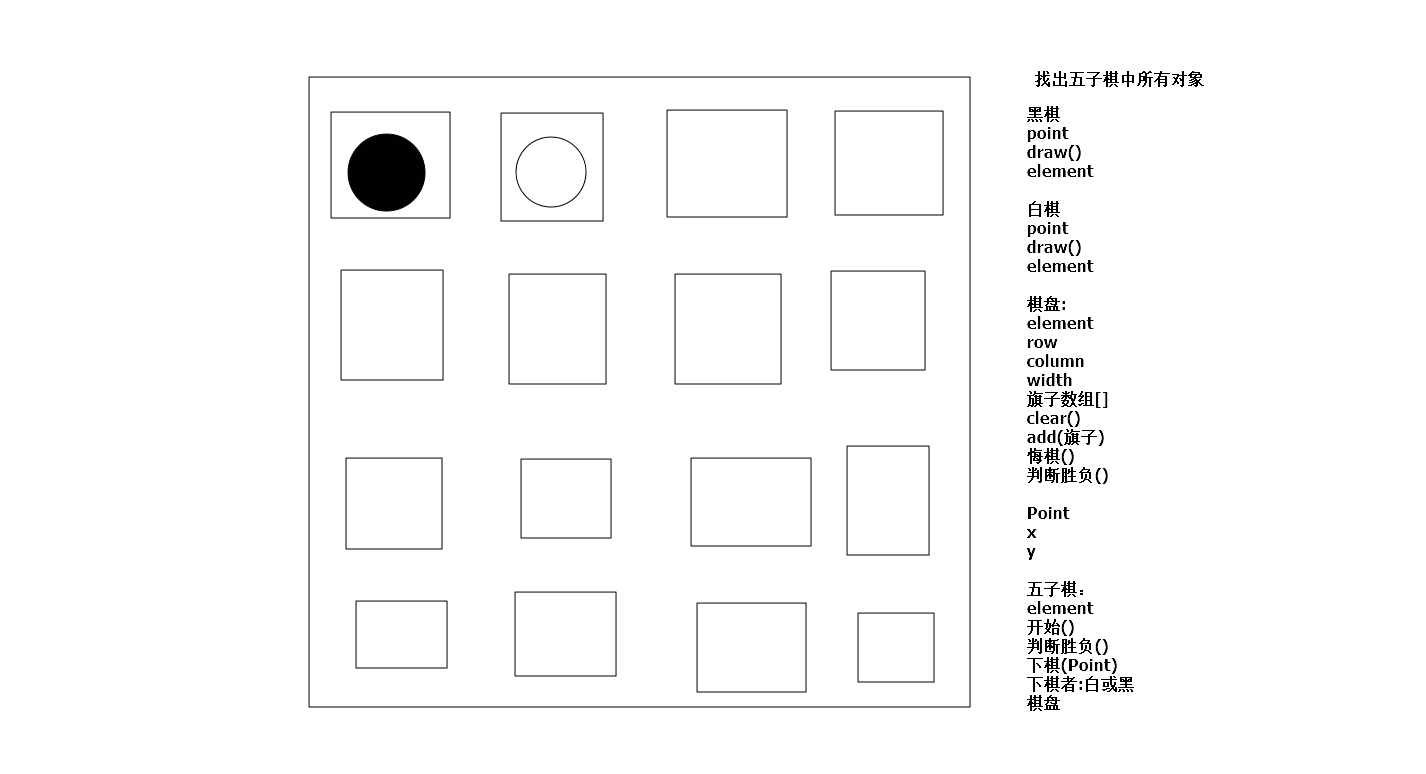 找出五子棋中所有对象
黑棋
point
draw()
element
白棋
point
draw()
element
棋盘:
element
row
column
width
旗子数组[]
clear()
add(旗子)
悔棋()
判断胜负()
Point
x
y
五子棋：
element
开始()
判断胜负()
下棋(Point)
下棋者:白或黑
棋盘